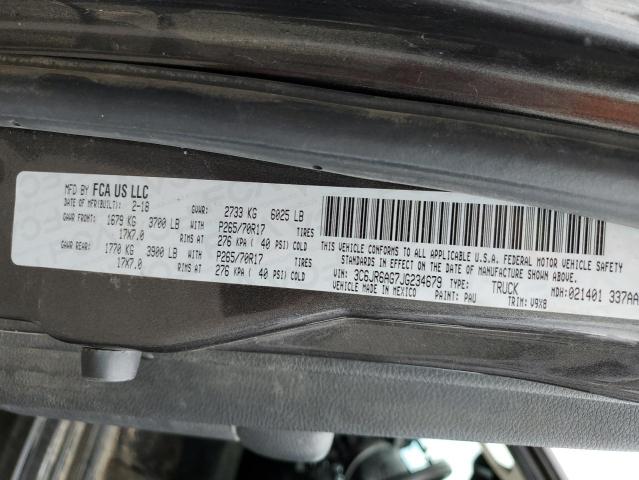 MFD BY FCA US LLC
DATE OF MFR(BUILT): 2-18 GVWR: 2733 KG 6025 LB
GAWR FRONT: 1679 KG 3700 LB WITH P265/70R17 TIRES
17X7.0 RIMS AT 276 KPA ( 40 PSI) COLD
GAWR REAR: 1770 KG 3900 LB WITH P265/70R17 TIRES
17X7.0 RIMS AT 276 KPA ( 40 PSI) COLD
THIS VEHICLE CONFORMS TO ALL APPLICABLE U.S.A. FEDERAL MOTOR VEHICLE SAFETY
STANDARDS IN EFFECT ON THE DATE OF MANUFACTURE SHOWN ABOVE.
VIN: 3C6JR6AG7JG234679 TYPE: TRUCK MDH: 021401 337AA
VEHICLE MADE IN MEXICO PAINT: PAU TRIM: V9X8